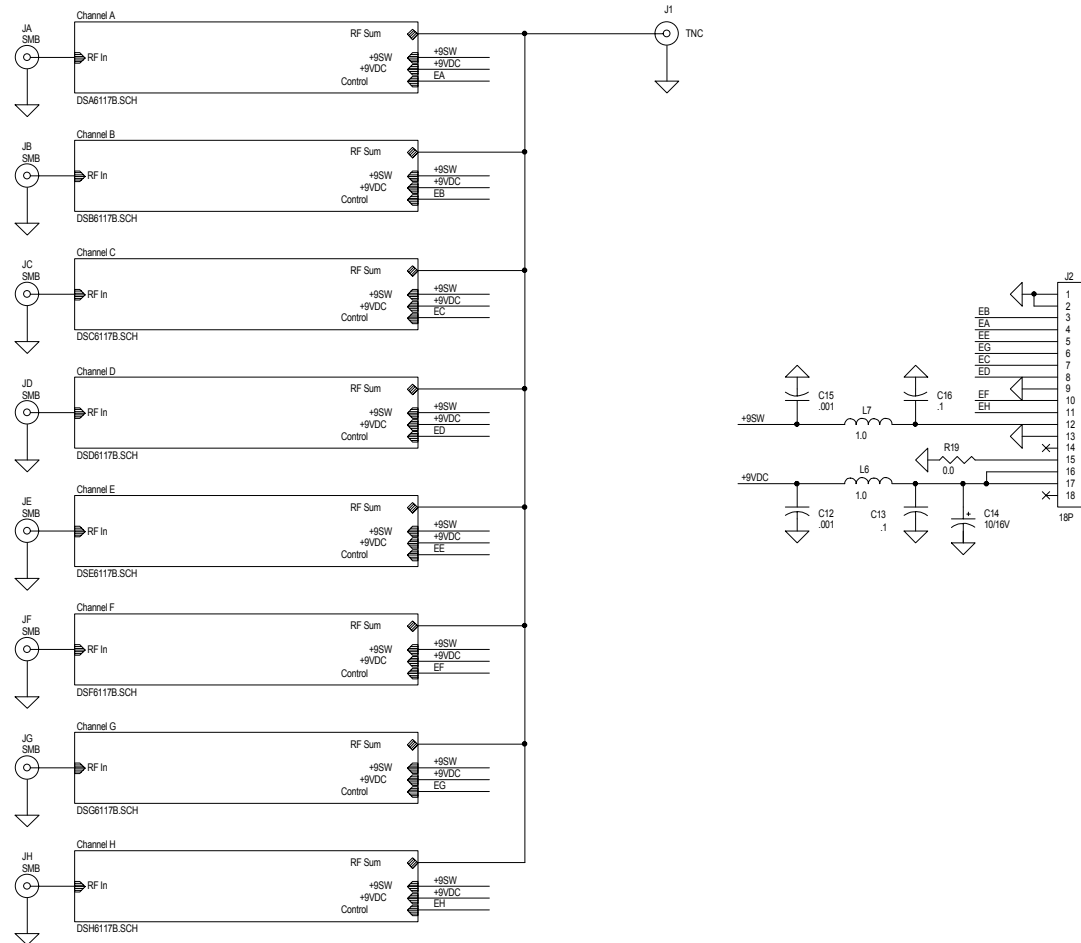 Channel A
JA
SMB
RF In
RF Sum
+9SW
+9VDC
Control
+9SW
+9VDC
EA
DSA6117B.SCH
J1
TNC
Channel B
JB
SMB
RF In
RF Sum
+9SW
+9VDC
Control
+9SW
+9VDC
EB
DSB6117B.SCH
Channel C
JC
SMB
RF In
RF Sum
+9SW
+9VDC
Control
+9SW
+9VDC
EC
DSC6117B.SCH
Channel D
JD
SMB
RF In
RF Sum
+9SW
+9VDC
Control
+9SW
+9VDC
ED
DSD6117B.SCH
Channel E
JE
SMB
RF In
RF Sum
+9SW
+9VDC
Control
+9SW
+9VDC
EE
DSE6117B.SCH
Channel F
JF
SMB
RF In
RF Sum
+9SW
+9VDC
Control
+9SW
+9VDC
EF
DSF6117B.SCH
Channel G
JG
SMB
RF In
RF Sum
+9SW
+9VDC
Control
+9SW
+9VDC
EG
DSG6117B.SCH
Channel H
JH
SMB
RF In
RF Sum
+9SW
+9VDC
Control
+9SW
+9VDC
EH
DSH6117B.SCH
J2
1
2
EB 3
EA 4
EE 5
EG 6
EC 7
ED 8
9
EF 10
EH 11
12
13
14
15
16
17
18
18P
C15
.001
C16
.1
+9SW
L7
1.0
R19
0.0
+9VDC
L6
1.0
C12
.001
C13
.1
+
C14
10/16V